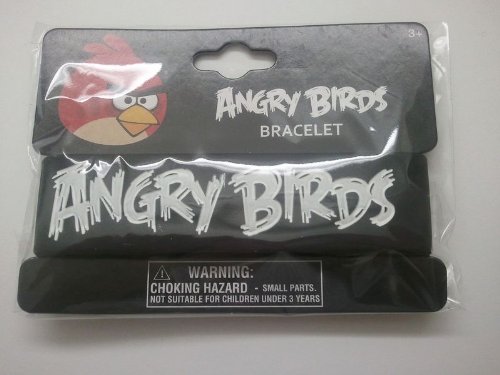 3+
ANGRY BIRDS
BRACELET
ANGRY BIRDS
WARNING:
CHOKING HAZARD - SMALL PARTS.
NOT SUITABLE FOR CHILDREN UNDER 3 YEARS